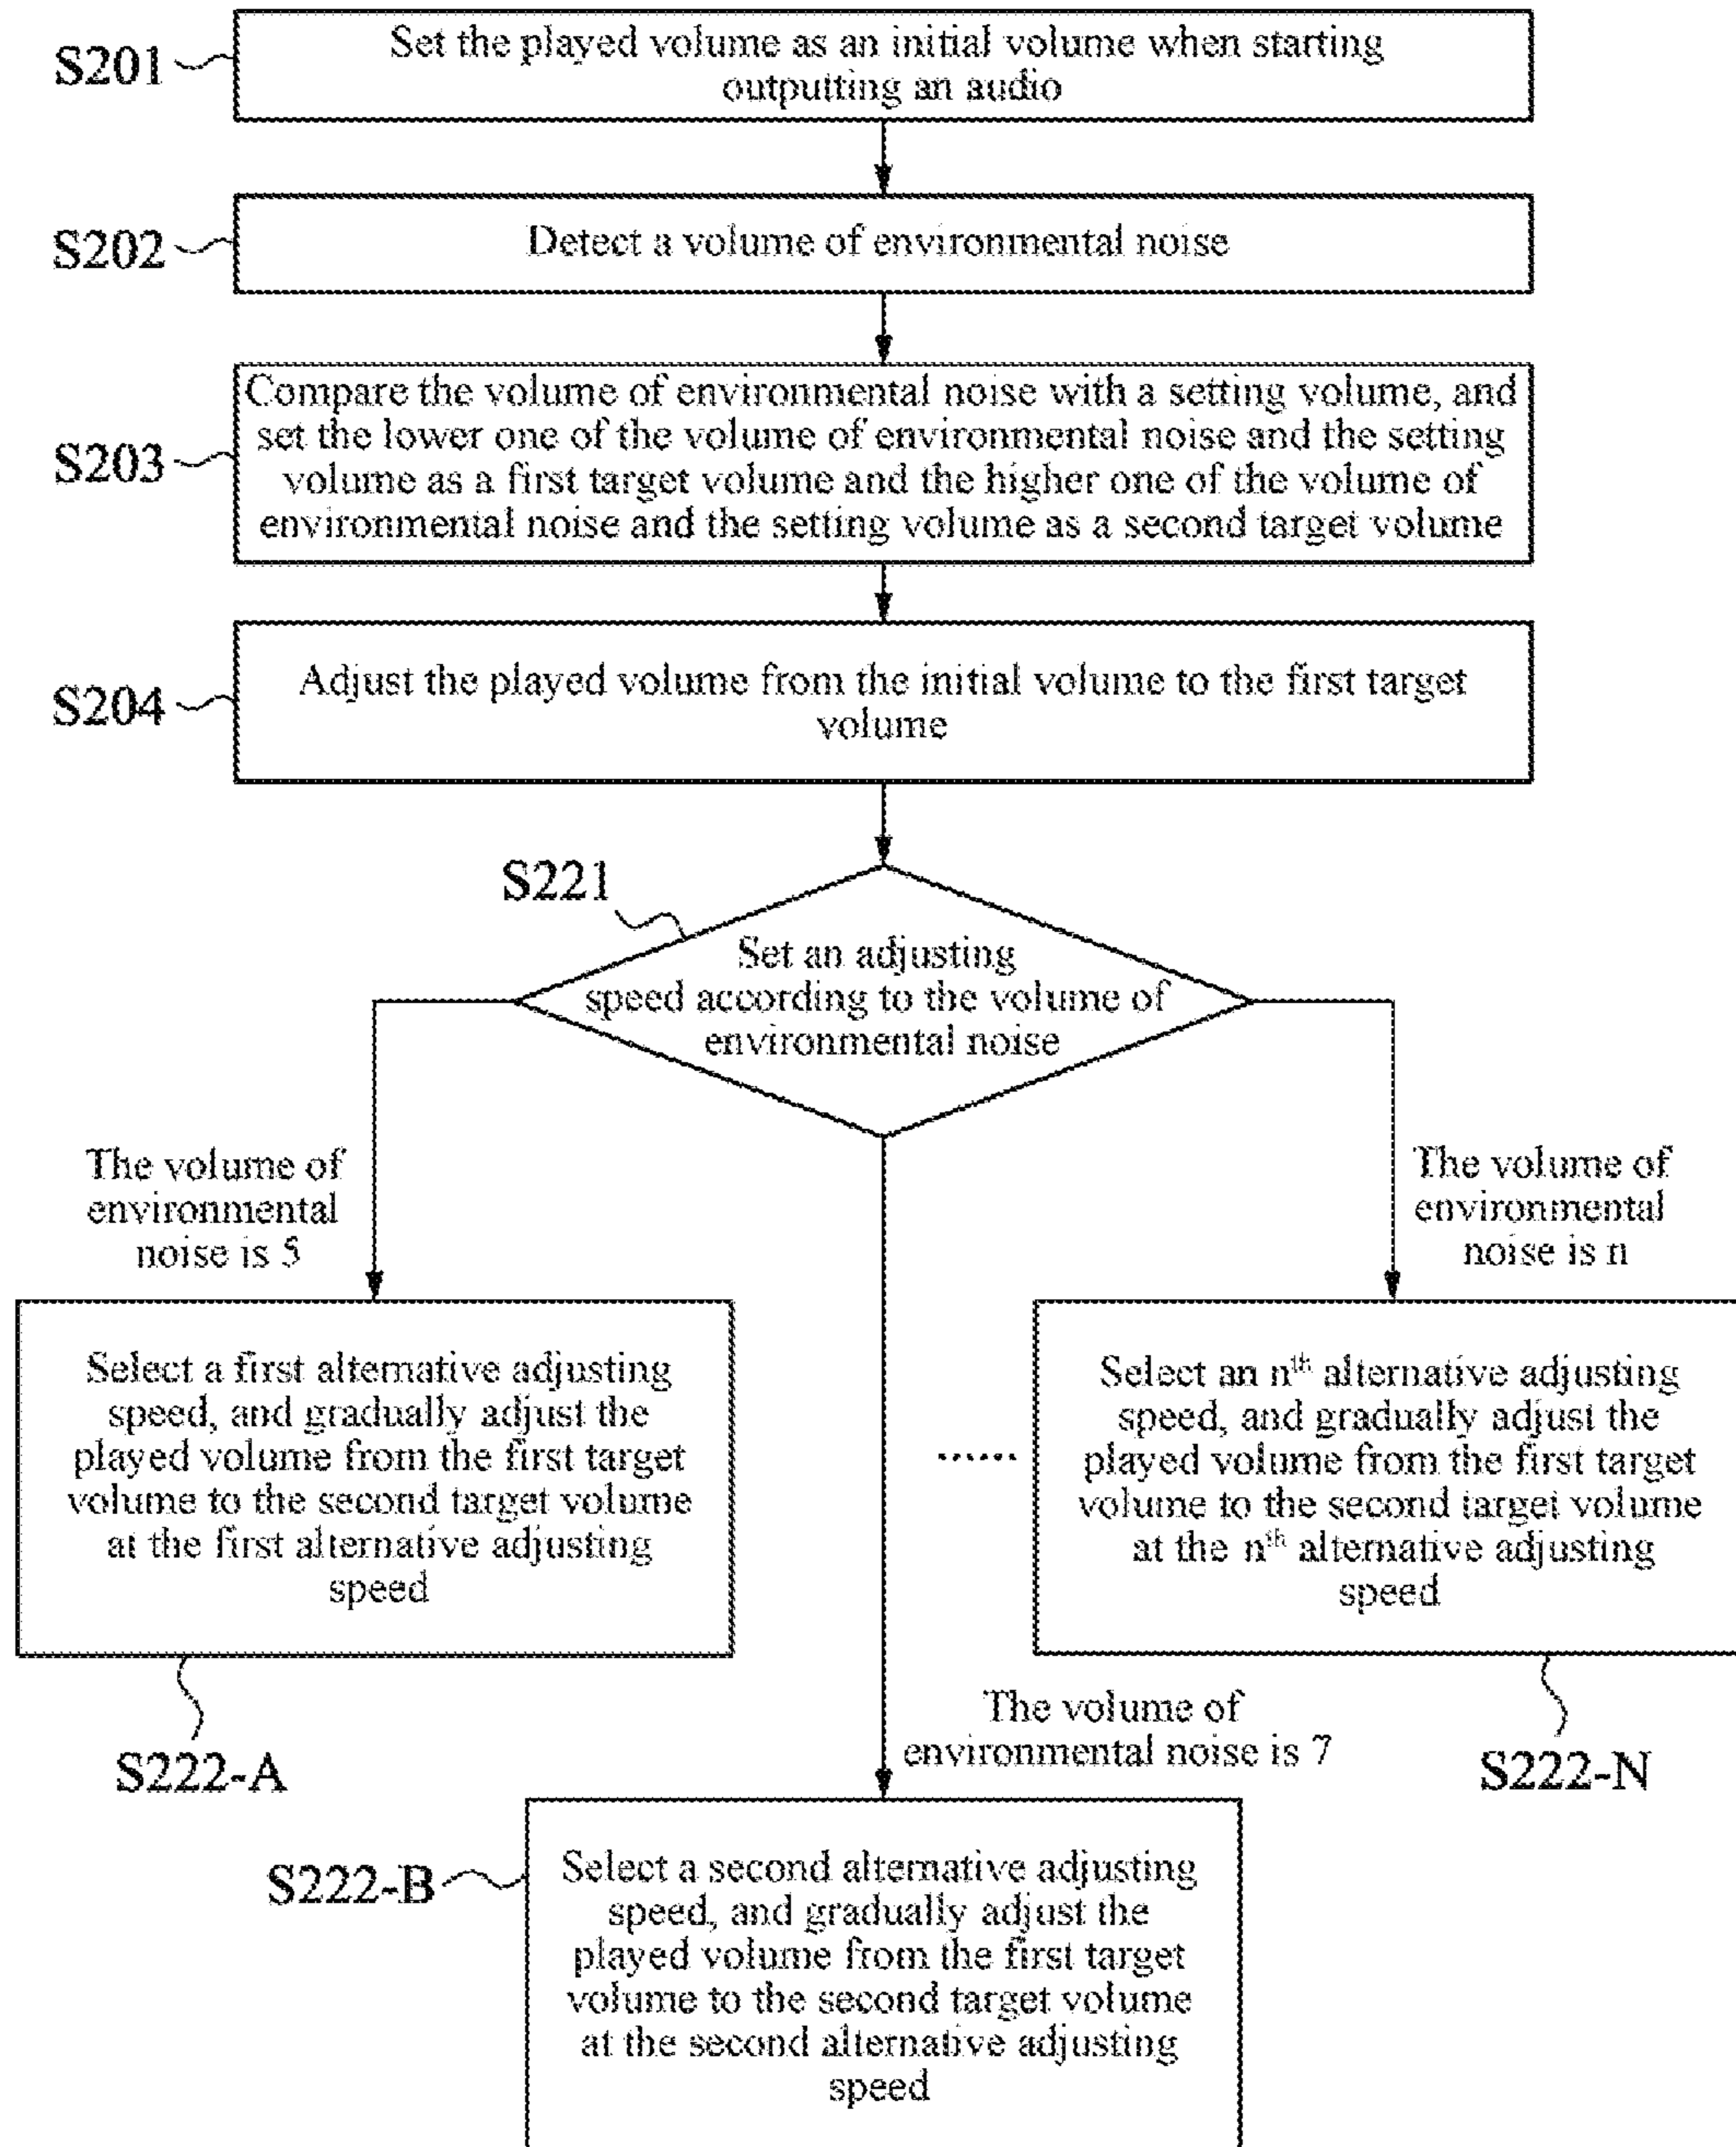 S201
Set the played volume as an initial volume when starting
outputting an audio
S202
Detect a volume of environmental noise
S203
Compare the volume of environmental noise with a setting volume, and
set the lower one of the volume of environmental noise and the setting
volume as a first target volume and the higher one of the volume of
environmental noise and the setting volume as a second target volume
S204
Adjust the played volume from the initial volume to the first target
volume
S221
Set an adjusting
speed according to the volume of
environmental noise
The volume of
environmental
noise is 5
The volume of
environmental
noise is n
Select a first alternative adjusting
speed, and gradually adjust the
played volume from the first target
volume to the second target volume
at the first alternative adjusting
speed
S222-A
......
Select an nth alternative adjusting
speed, and gradually adjust the
played volume from the first target
volume to the second target volume
at the nth alternative adjusting
speed
S222-N
The volume of
environmental noise is 7
S222-B
Select a second alternative adjusting
speed, and gradually adjust the
played volume from the first target
volume to the second target volume
at the second alternative adjusting
speed